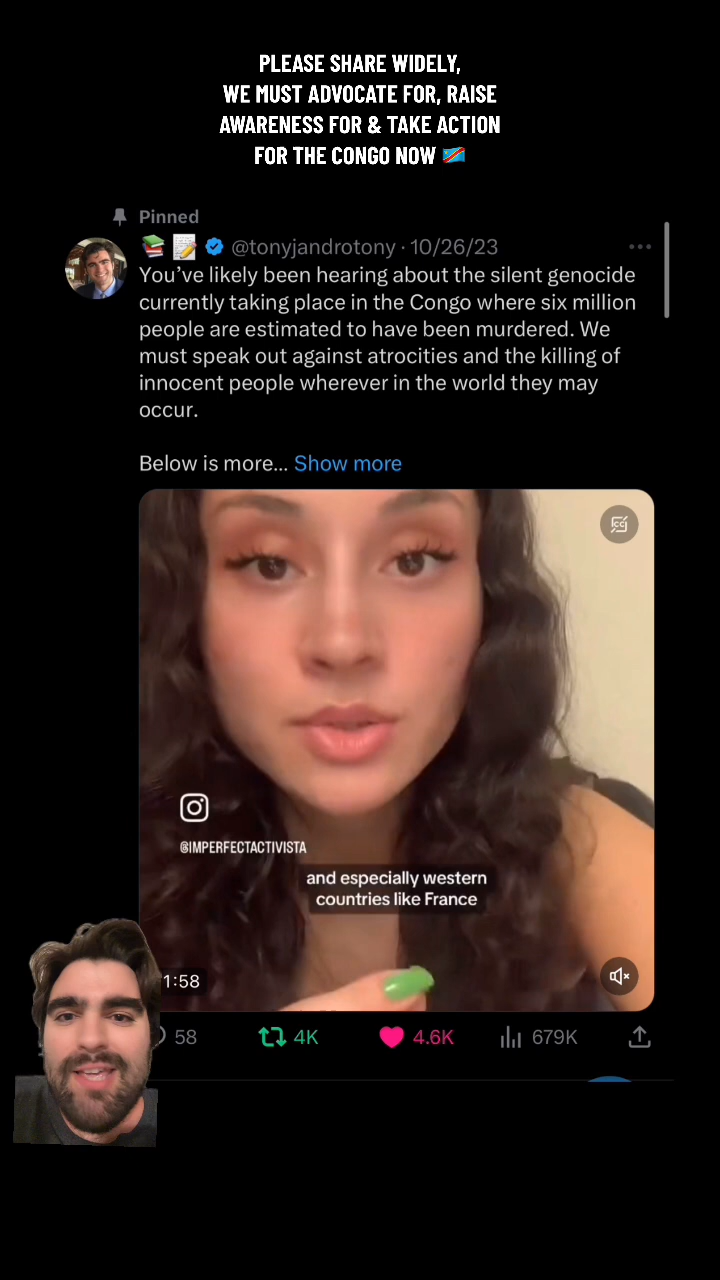 PLEASE SHARE WIDELY,
WE MUST ADVOCATE FOR, RAISE
AWARENESS FOR & TAKE ACTION
FOR THE CONGO NOW 🇨🇩
Pinned
📚 📝 @tonyjandrotony · 10/26/23
You’ve likely been hearing about the silent genocide
currently taking place in the Congo where six million
people are estimated to have been murdered. We
must speak out against atrocities and the killing of
innocent people wherever in the world they may
occur.
Below is more... Show more
@IMPERFECTACTIVISTA
and especially western
countries like France
1:58
58 4K 4.6K 679K